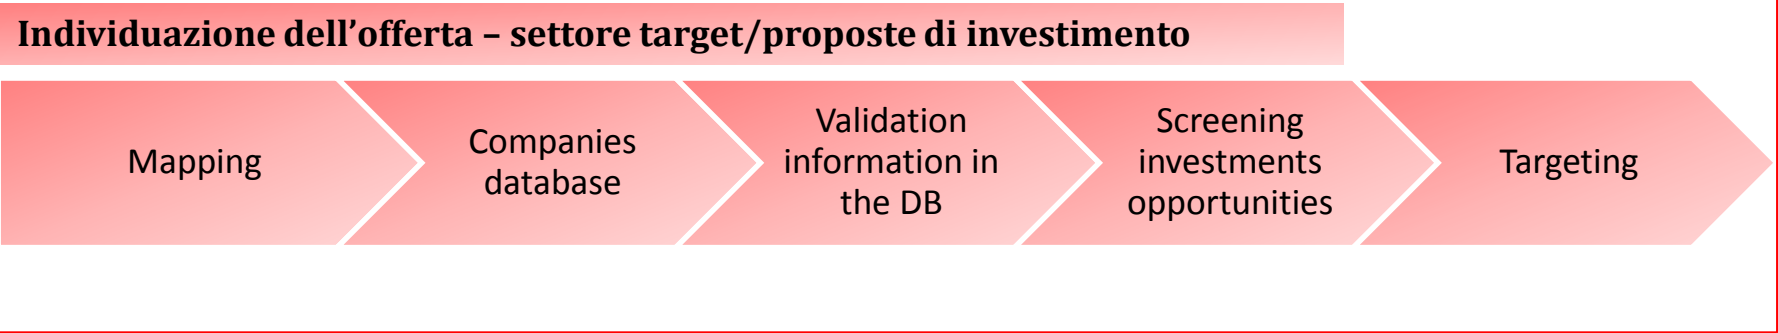 Individuazione dell’offerta – settore target/proposte di investimento
Mapping
Companies
database
Validation
information in
the DB
Screening
investments
opportunities
Targeting